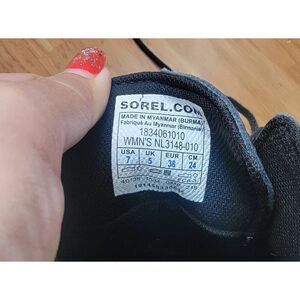 SOREL.COM
MADE IN MYANMAR (BURMA)
Fabriqué Au Myanmar (Birmanie)
1834061010
WMN'S NL3148-010
USA UK EUR CM
7 5 38 24